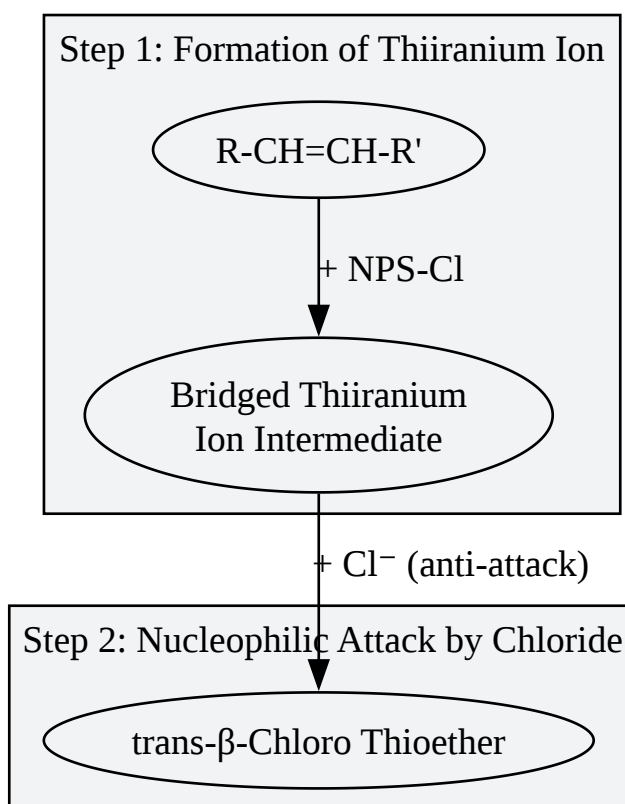 Step 1: Formation of Thiiranium Ion
R-CH=CH-R'
+ NPS-Cl
Bridged Thiiranium
Ion Intermediate
+ Cl⁻ (anti-attack)
Step 2: Nucleophilic Attack by Chloride
trans-β-Chloro Thioether